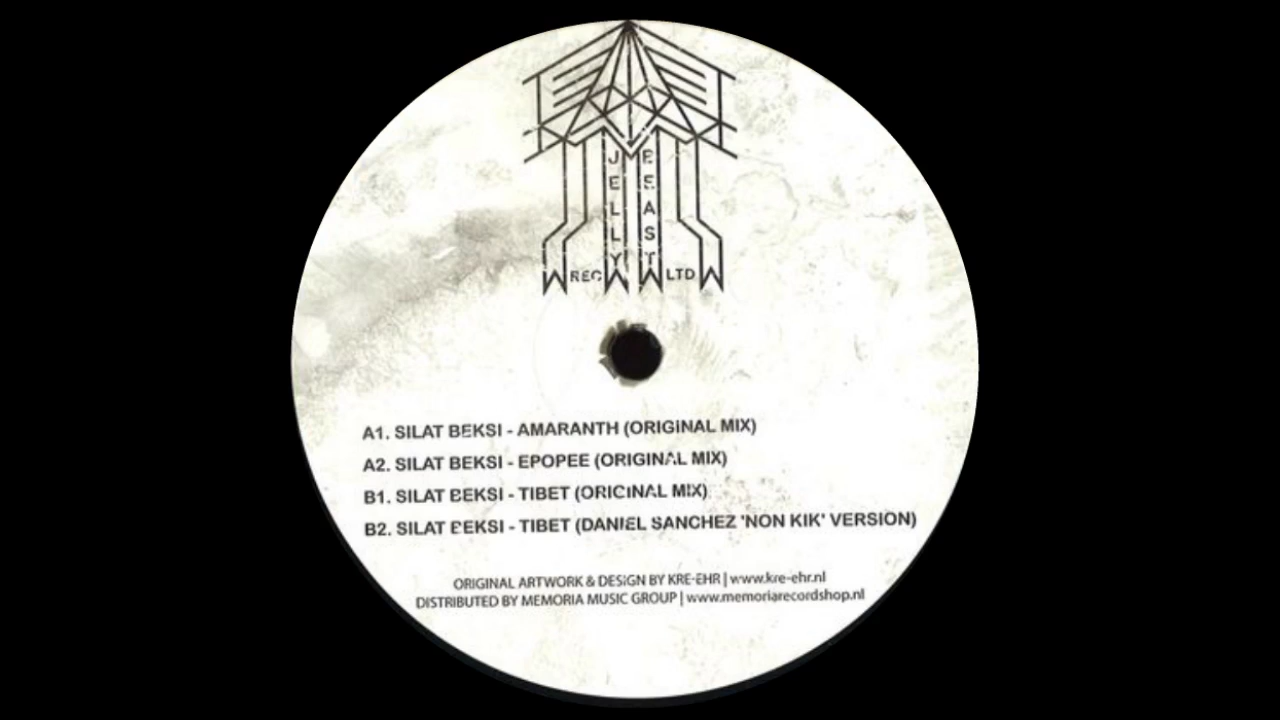 JELLY
BEAST
REC LTD
A1. SILAT BEKSI - AMARANTH (ORIGINAL MIX)
A2. SILAT BEKSI - EPOPEE (ORIGINAL MIX)
B1. SILAT BEKSI - TIBET (ORIGINAL MIX)
B2. SILAT BEKSI - TIBET (DANIEL SANCHEZ 'NON KIK' VERSION)
ORIGINAL ARTWORK & DESIGN BY KRE-EHR | www.kre-ehr.nl
DISTRIBUTED BY MEMORIA MUSIC GROUP | www.memoriarecordshop.nl